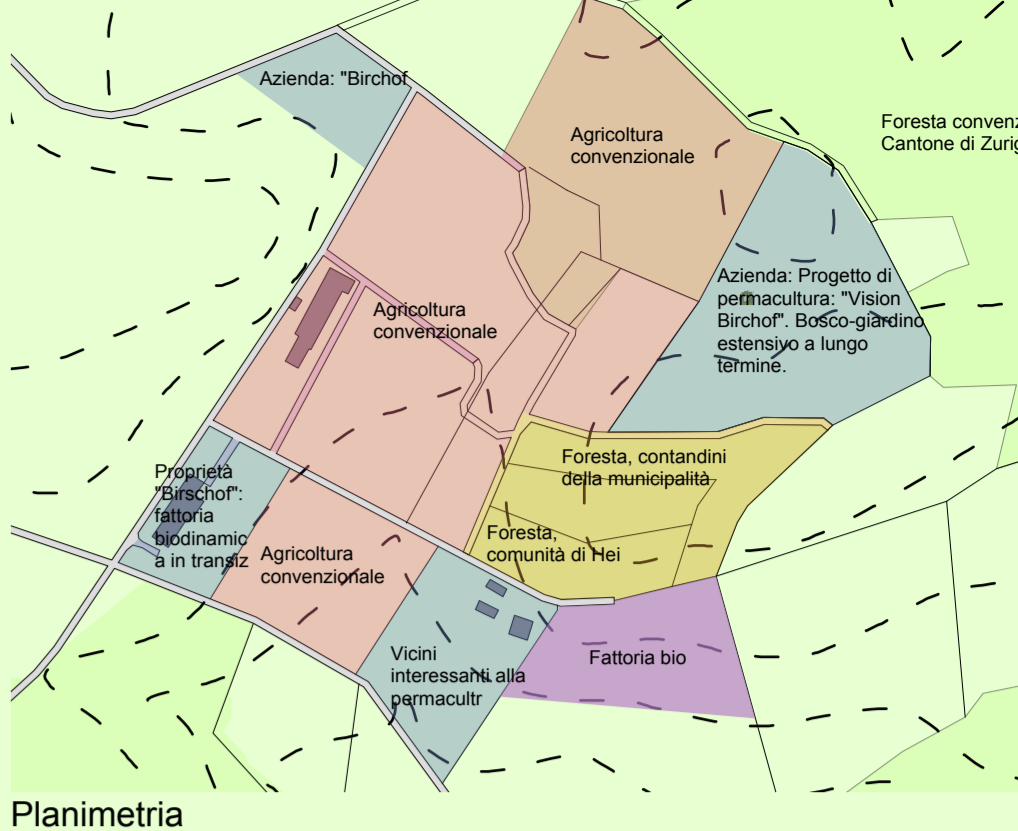 Azienda: "Birchof
Agricoltura
convenzionale
Foresta convenz
Cantone di Zurig
Agricoltura
convenzionale
Azienda: Progetto di
permacultura: "Vision
Birchof". Bosco-giardino
estensivo a lungo
termine.
Proprietà
"Birschof":
fattoria
biodinamic
a in transiz
Agricoltura
convenzionale
Foresta, contandini
della municipalità
Foresta,
comunità di Hei
Vicini
interessanti alla
permacultr
Fattoria bio
Planimetria